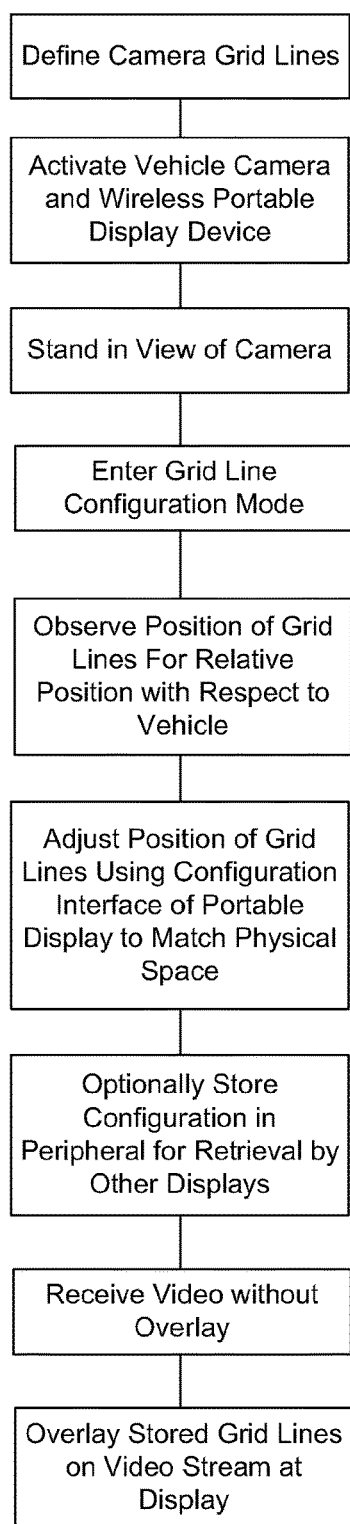 Define Camera Grid Lines
Activate Vehicle Camera
and Wireless Portable
Display Device
Stand in View of Camera
Enter Grid Line
Configuration Mode
Observe Position of Grid
Lines For Relative
Position with Respect to
Vehicle
Adjust Position of Grid
Lines Using Configuration
Interface of Portable
Display to Match Physical
Space
Optionally Store
Configuration in
Peripheral for Retrieval by
Other Displays
Receive Video without
Overlay
Overlay Stored Grid Lines
on Video Stream at
Display